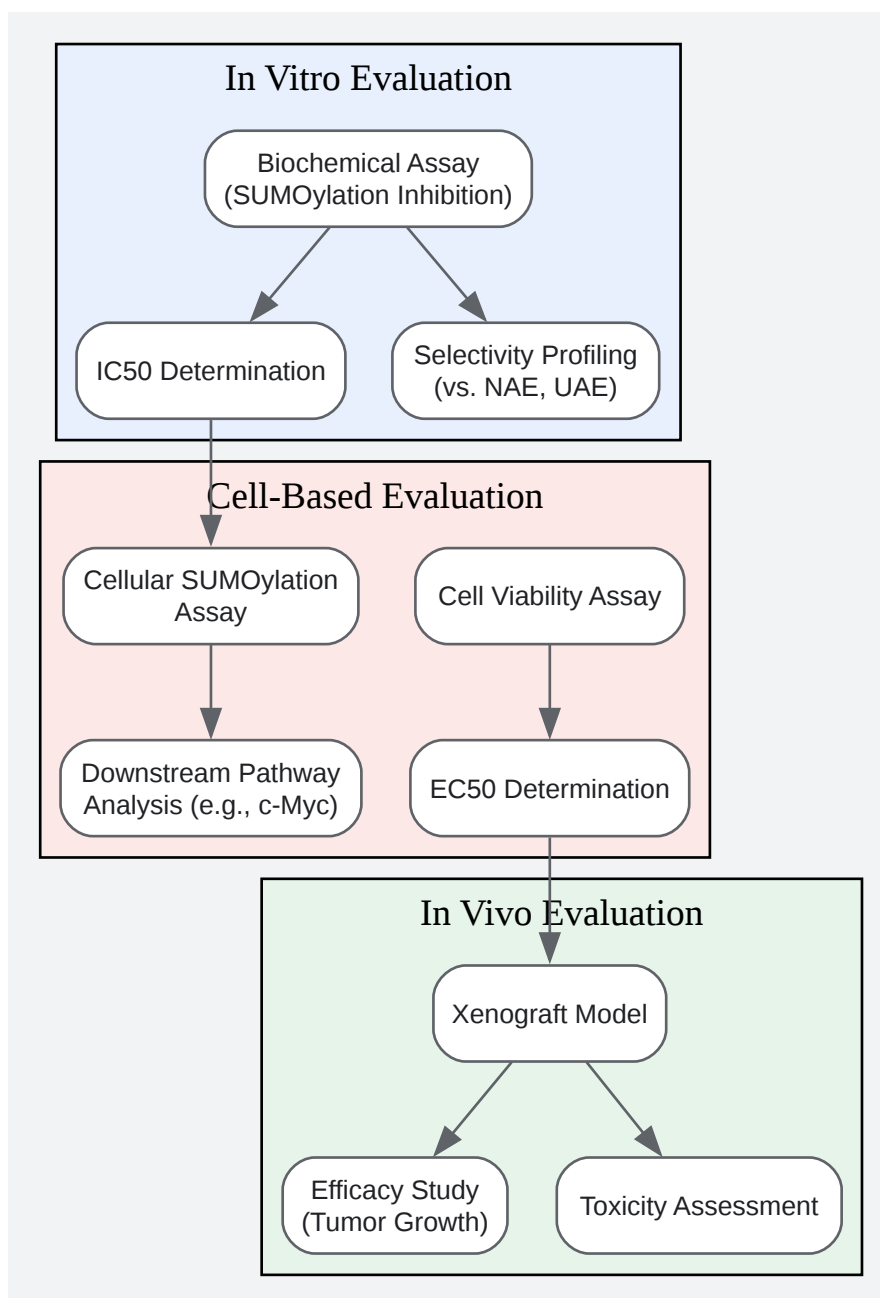 In Vitro Evaluation
Biochemical Assay
(SUMOylation Inhibition)
IC50 Determination
Selectivity Profiling
(vs. NAE, UAE)
Cell-Based Evaluation
Cellular SUMOylation
Assay
Cell Viability Assay
Downstream Pathway
Analysis (e.g., c-Myc)
EC50 Determination
In Vivo Evaluation
Xenograft Model
Efficacy Study
(Tumor Growth)
Toxicity Assessment